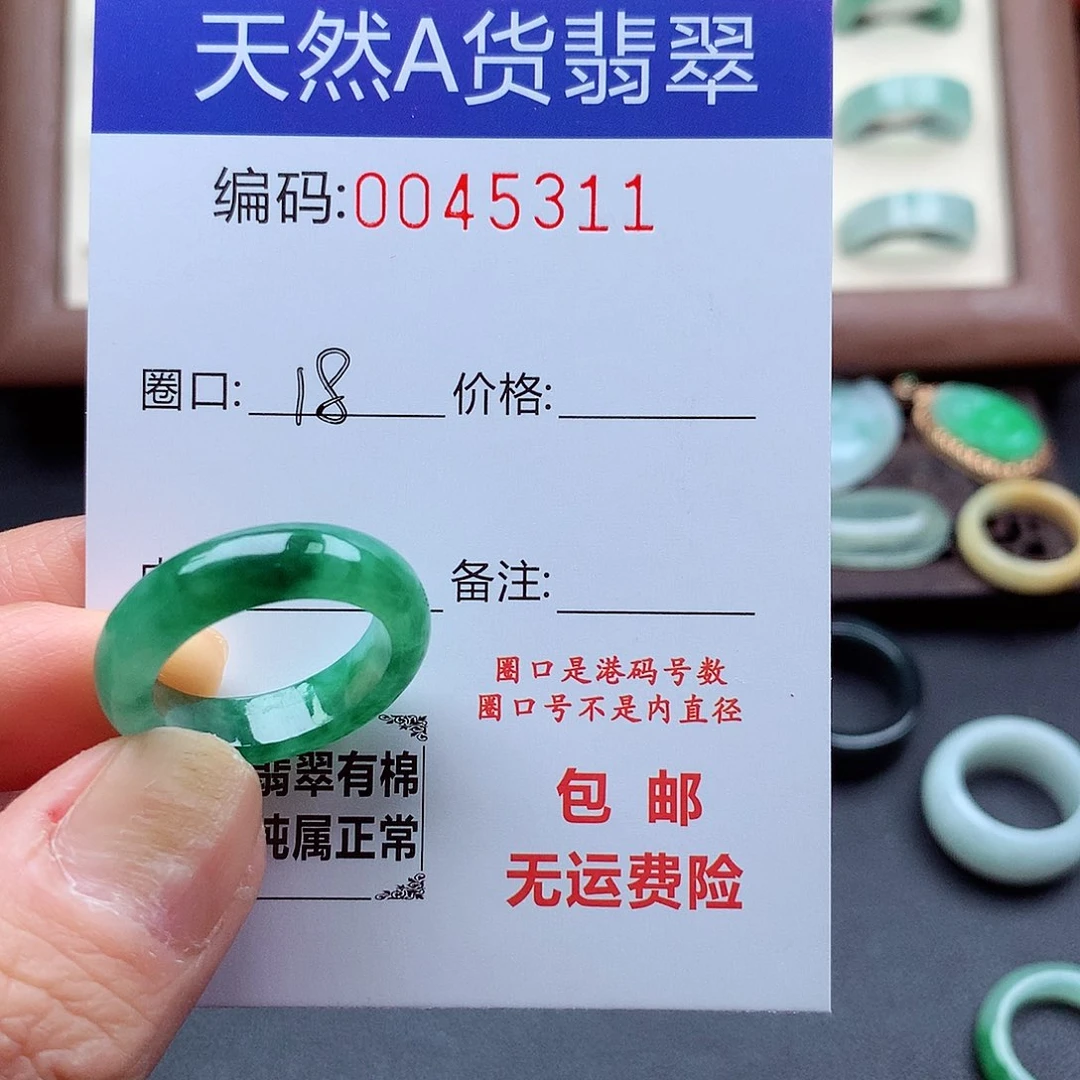 天然A货翡翠
编码:0045311
圈口: 18 价格:
备注:
圈口是港码号数
圈口号不是内直径
翡翠有棉
纯属正常
包 邮
无运费险